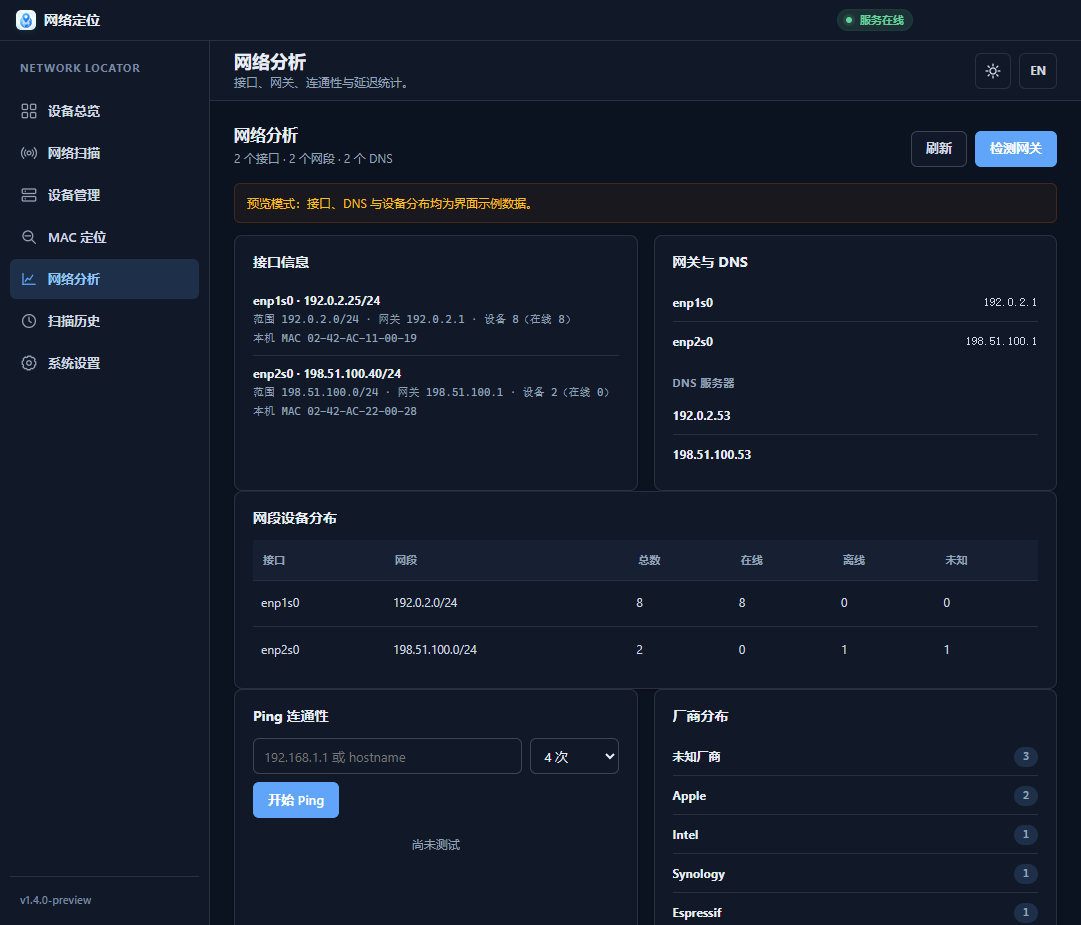 网络定位
服务在线
NETWORK LOCATOR
设备总览
网络扫描
设备管理
MAC 定位
网络分析
扫描历史
系统设置
v1.4.0-preview
网络分析
接口、网关、连通性与延迟统计。
EN
网络分析
2 个接口 · 2 个网段 · 2 个 DNS
刷新
检测网关
预览模式：接口、DNS 与设备分布均为界面示例数据。
接口信息
enp1s0 · 192.0.2.25/24
范围 192.0.2.0/24 · 网关 192.0.2.1 · 设备 8（在线 8）
本机 MAC 02-42-AC-11-00-19
enp2s0 · 198.51.100.40/24
范围 198.51.100.0/24 · 网关 198.51.100.1 · 设备 2（在线 0）
本机 MAC 02-42-AC-22-00-28
网关与 DNS
enp1s0 192.0.2.1
enp2s0 198.51.100.1
DNS 服务器
192.0.2.53
198.51.100.53
网段设备分布
接口 网段 总数 在线 离线 未知
enp1s0 192.0.2.0/24 8 8 0 0
enp2s0 198.51.100.0/24 2 0 1 1
Ping 连通性
192.168.1.1 或 hostname
4 次
开始 Ping
尚未测试
厂商分布
未知厂商 3
Apple 2
Intel 1
Synology 1
Espressif 1